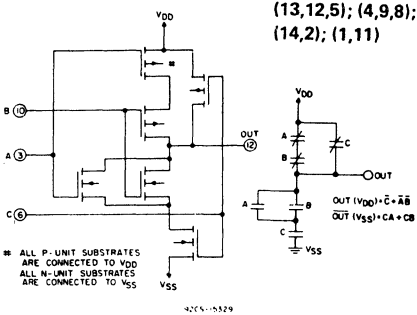 (13,12,5); (4,9,8);
(14,2); (1,11)
VDD
#
B 10
A 3
OUT
12
C 6
VSS
# ALL P-UNIT SUBSTRATES
ARE CONNECTED TO VDD
ALL N-UNIT SUBSTRATES
ARE CONNECTED TO VSS
VDD
A
C
B
OUT
A
B
C
VSS
OUT (VDD)=C̅+A̅B̅
O̅U̅T̅ (VSS)=CA+CB
92CS-15329